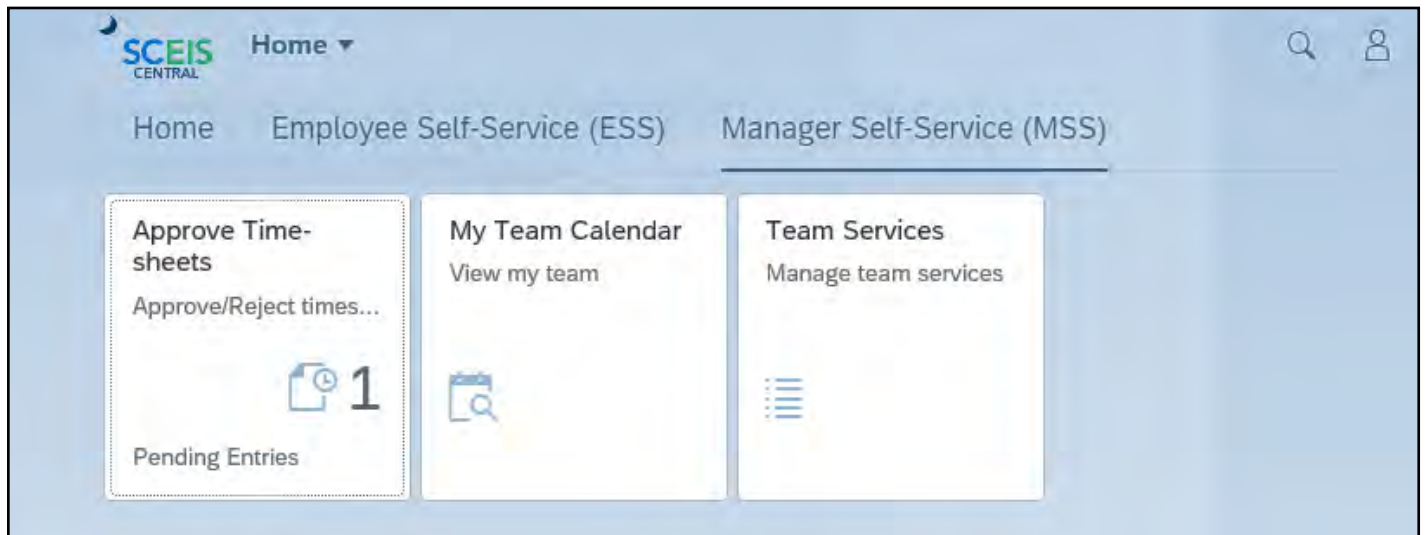 SCEIS
CENTRAL
Home
Home Employee Self-Service (ESS) Manager Self-Service (MSS)
Approve Time-
sheets
Approve/Reject times...
1
Pending Entries
My Team Calendar
View my team
Team Services
Manage team services